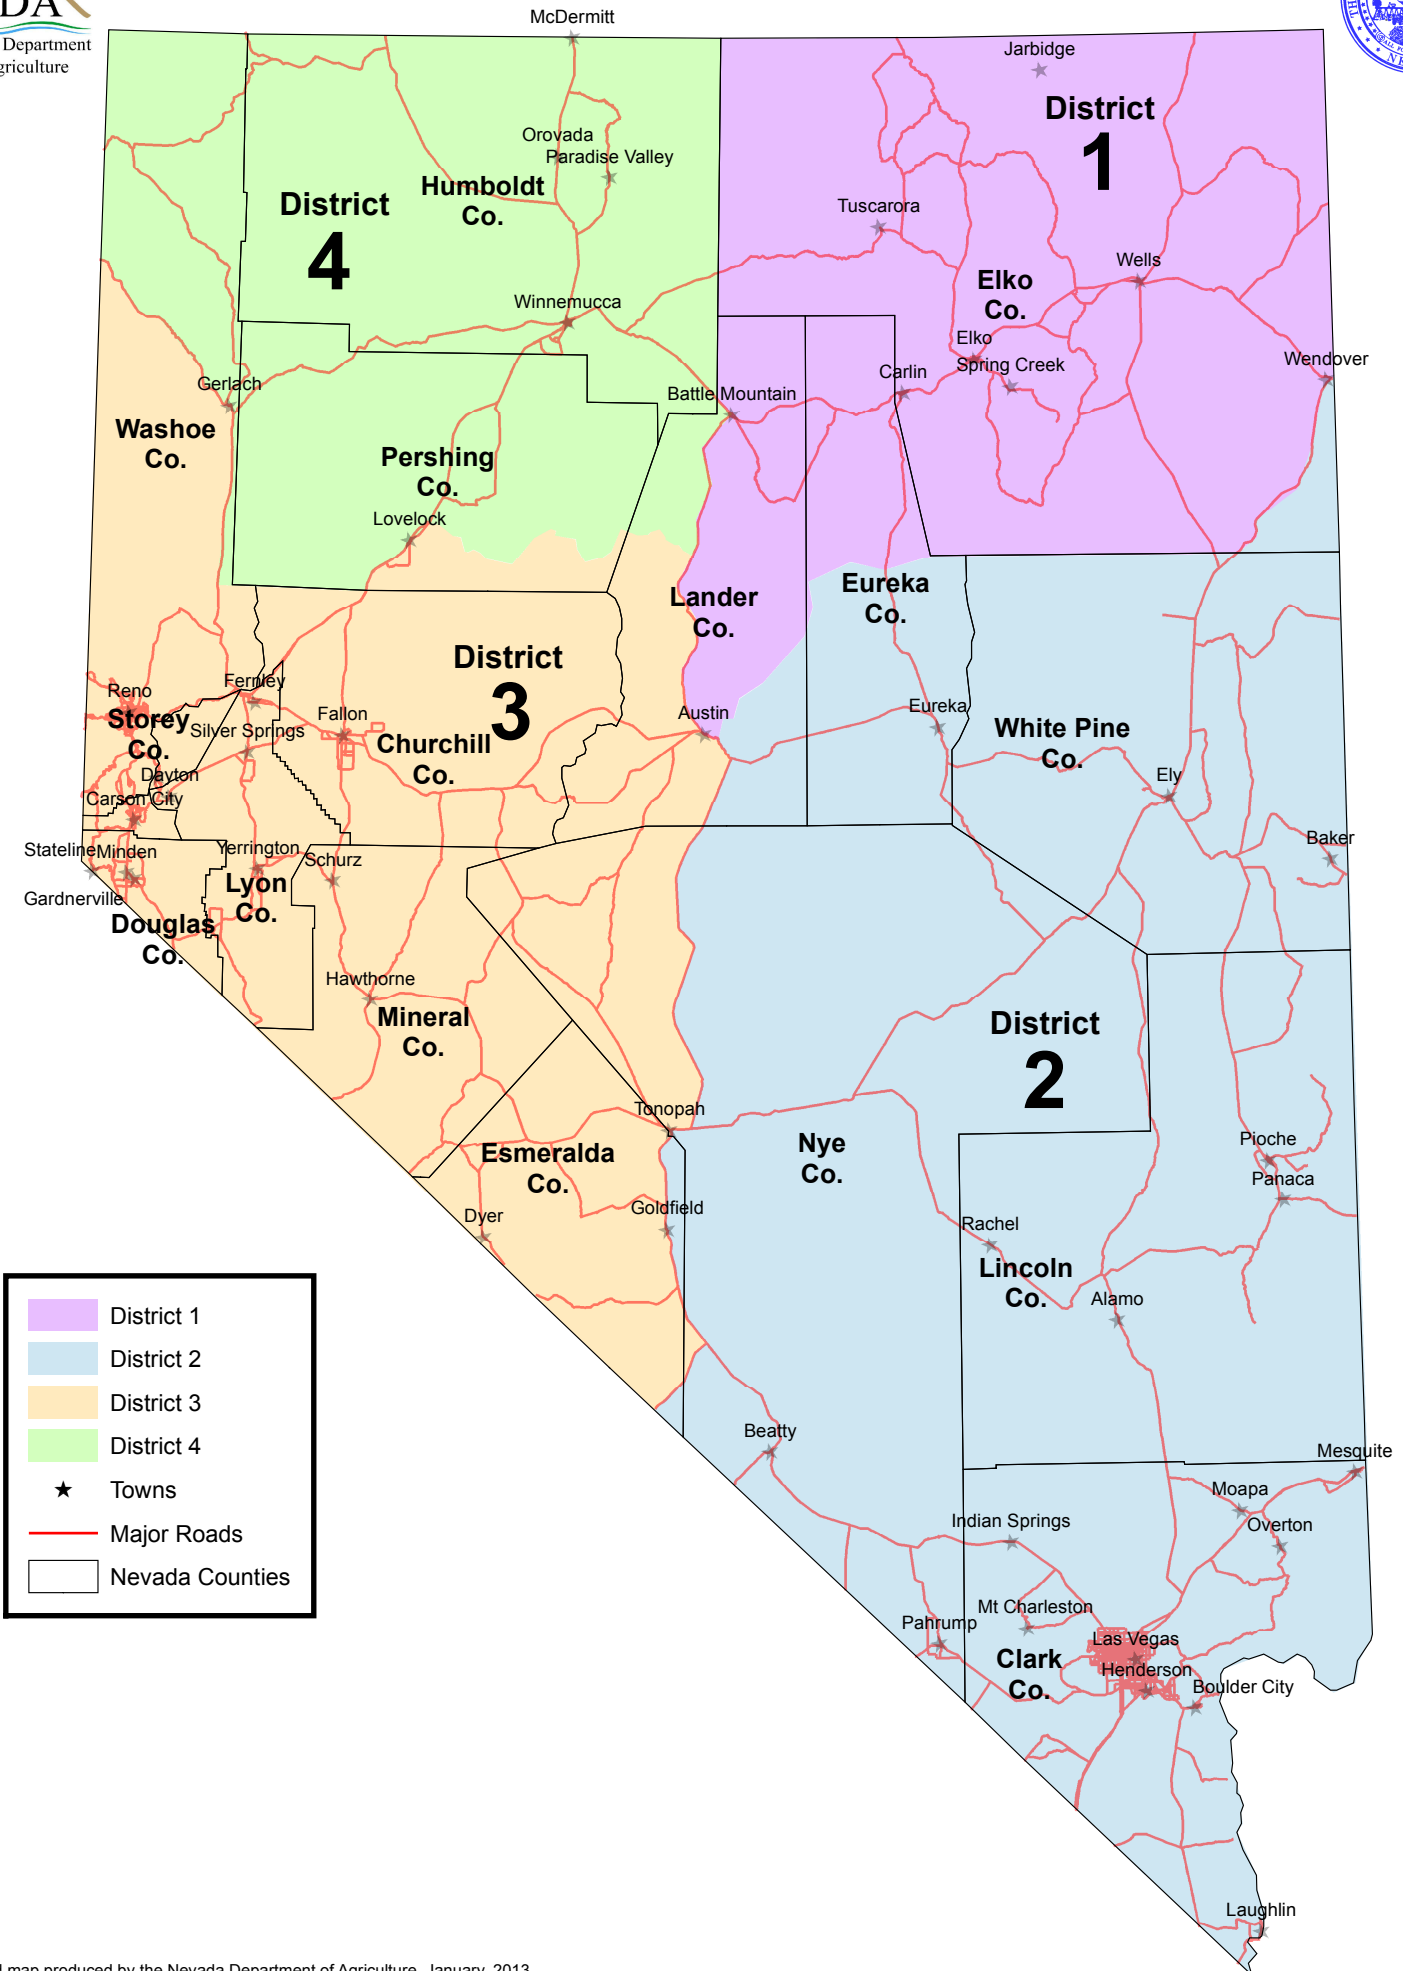 DA
Department
griculture
McDermitt
Jarbidge
District
1
Orovada
Paradise Valley
Humboldt
Co.
District
4
Tuscarora
Wells
Elko
Co.
Winnemucca
Elko
Spring Creek
Wendover
Carlin
Gerlach
Battle Mountain
Washoe
Co.
Pershing
Co.
Lovelock
Lander
Co.
Eureka
Co.
District
3
Fernley
Reno
Storey
Co.
Silver Springs
Fallon
Churchill
Co.
Austin
Eureka
White Pine
Co.
Dayton
Ely
Carson City
Stateline
Minden
Yerrington
Schurz
Baker
Gardnerville
Lyon
Co.
Douglas
Co.
Hawthorne
Mineral
Co.
District
2
Tonopah
Esmeralda
Co.
Nye
Co.
Pioche
Panaca
Dyer
Goldfield
Rachel
Lincoln
Co.
Alamo
District 1
District 2
District 3
District 4
Towns
Major Roads
Nevada Counties
Beatty
Mesquite
Moapa
Indian Springs
Overton
Mt Charleston
Pahrump
Las Vegas
Clark
Co.
Henderson
Boulder City
Laughlin
map produced by the Nevada Department of Agriculture, January, 2013